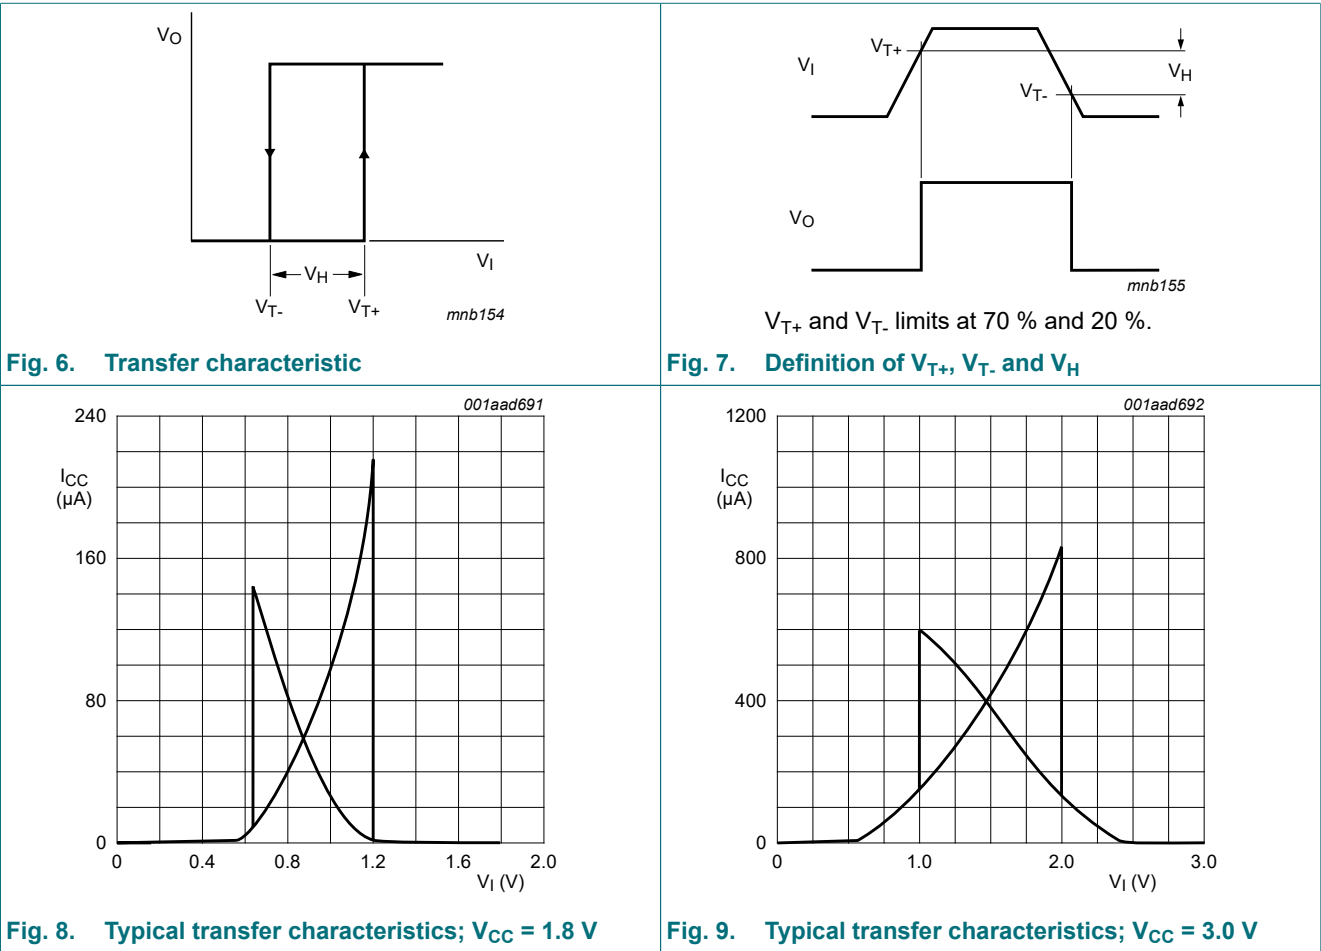 VO
VI
VH
VT-
VT+
mnb154
Fig. 6. Transfer characteristic
VT+
VI
VH
VT-
VO
mnb155
VT+ and VT- limits at 70 % and 20 %.
Fig. 7. Definition of VT+, VT- and VH
001aad691
240
ICC
(μA)
160
80
0
0 0.4 0.8 1.2 1.6 2.0
VI (V)
Fig. 8. Typical transfer characteristics; VCC = 1.8 V
001aad692
1200
ICC
(μA)
800
400
0
0 1.0 2.0 3.0
VI (V)
Fig. 9. Typical transfer characteristics; VCC = 3.0 V